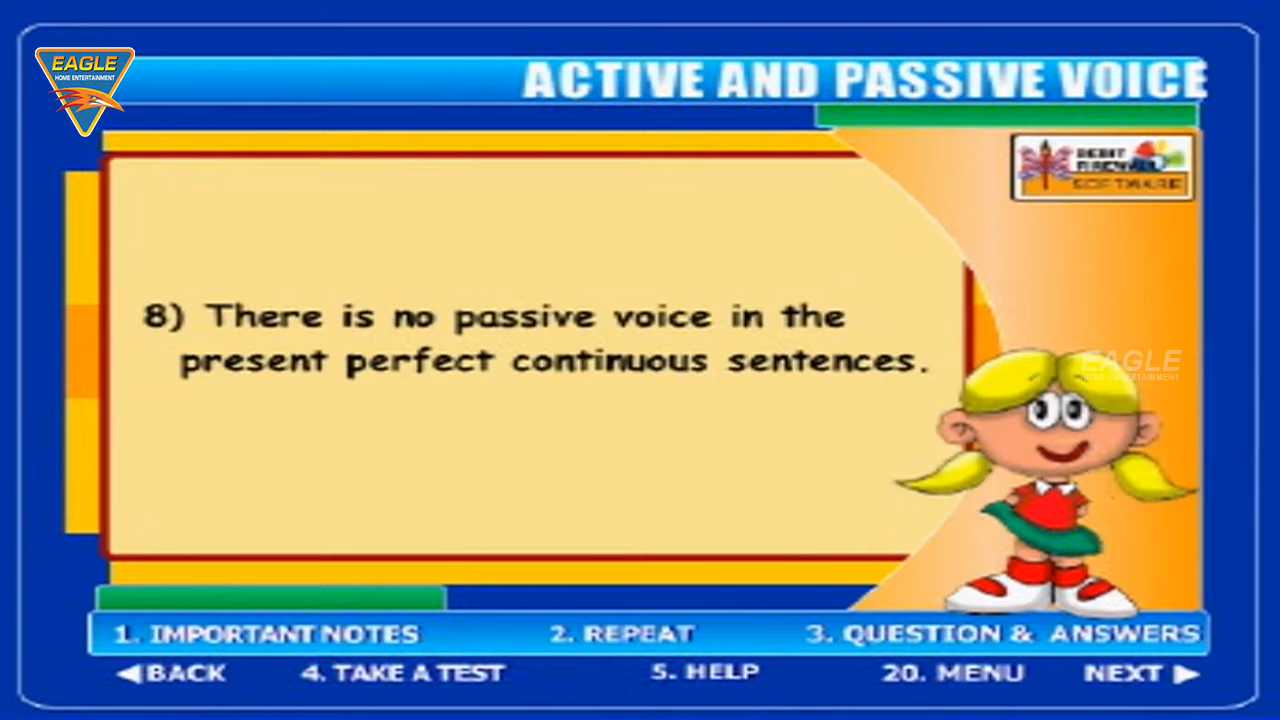 EAGLE
HOME ENTERTAINMENT
ACTIVE AND PASSIVE VOICE
SOFTWARE
8) There is no passive voice in the
present perfect continuous sentences.
EAGLE
HOME ENTERTAINMENT
1. IMPORTANT NOTES 2. REPEAT 3. QUESTION & ANSWERS
◀BACK 4. TAKE A TEST 5. HELP 20. MENU NEXT ▶